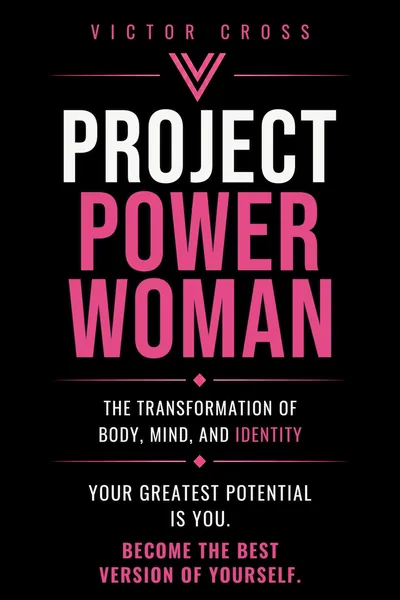 VICTOR CROSS
PROJECT
POWER
WOMAN
THE TRANSFORMATION OF
BODY, MIND, AND IDENTITY
YOUR GREATEST POTENTIAL
IS YOU.
BECOME THE BEST
VERSION OF YOURSELF.